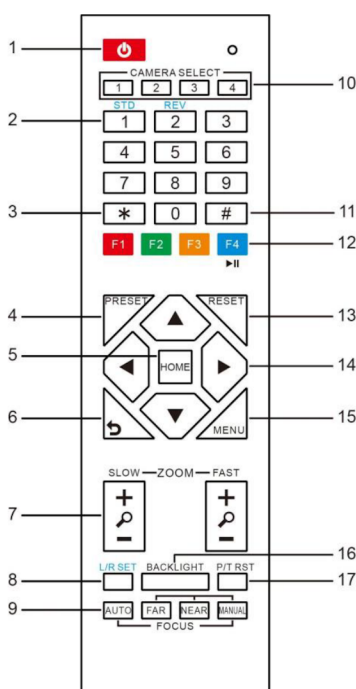 1
CAMERA SELECT
1 2 3 4 10
STD REV
2 1 2 3
4 5 6
7 8 9
3 * 0 # 11
F1 F2 F3 F4 12
4 PRESET RESET 13
5 HOME 14
6 MENU 15
SLOW ZOOM FAST
+ +
7
- -
16
L/R SET BACKLIGHT P/T RST
8 17
9 AUTO FAR NEAR MANUAL
FOCUS